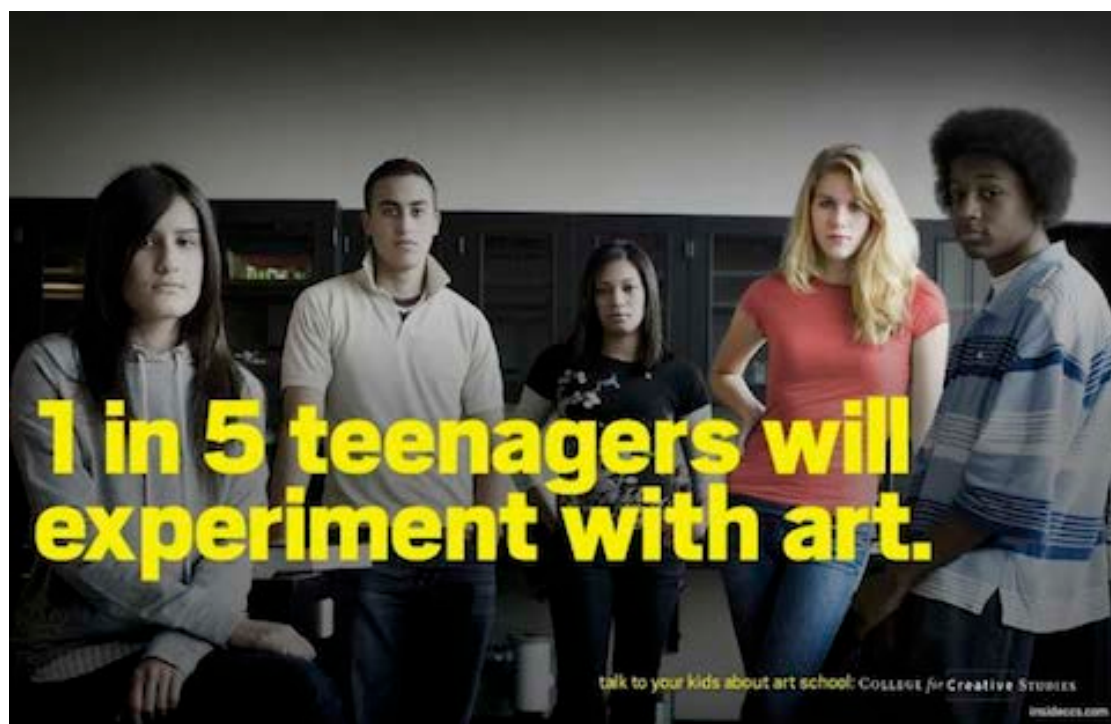 1 in 5 teenagers will
experiment with art.
talk to your kids about art school: COLLEGE for Creative STUDIES
insideccs.com